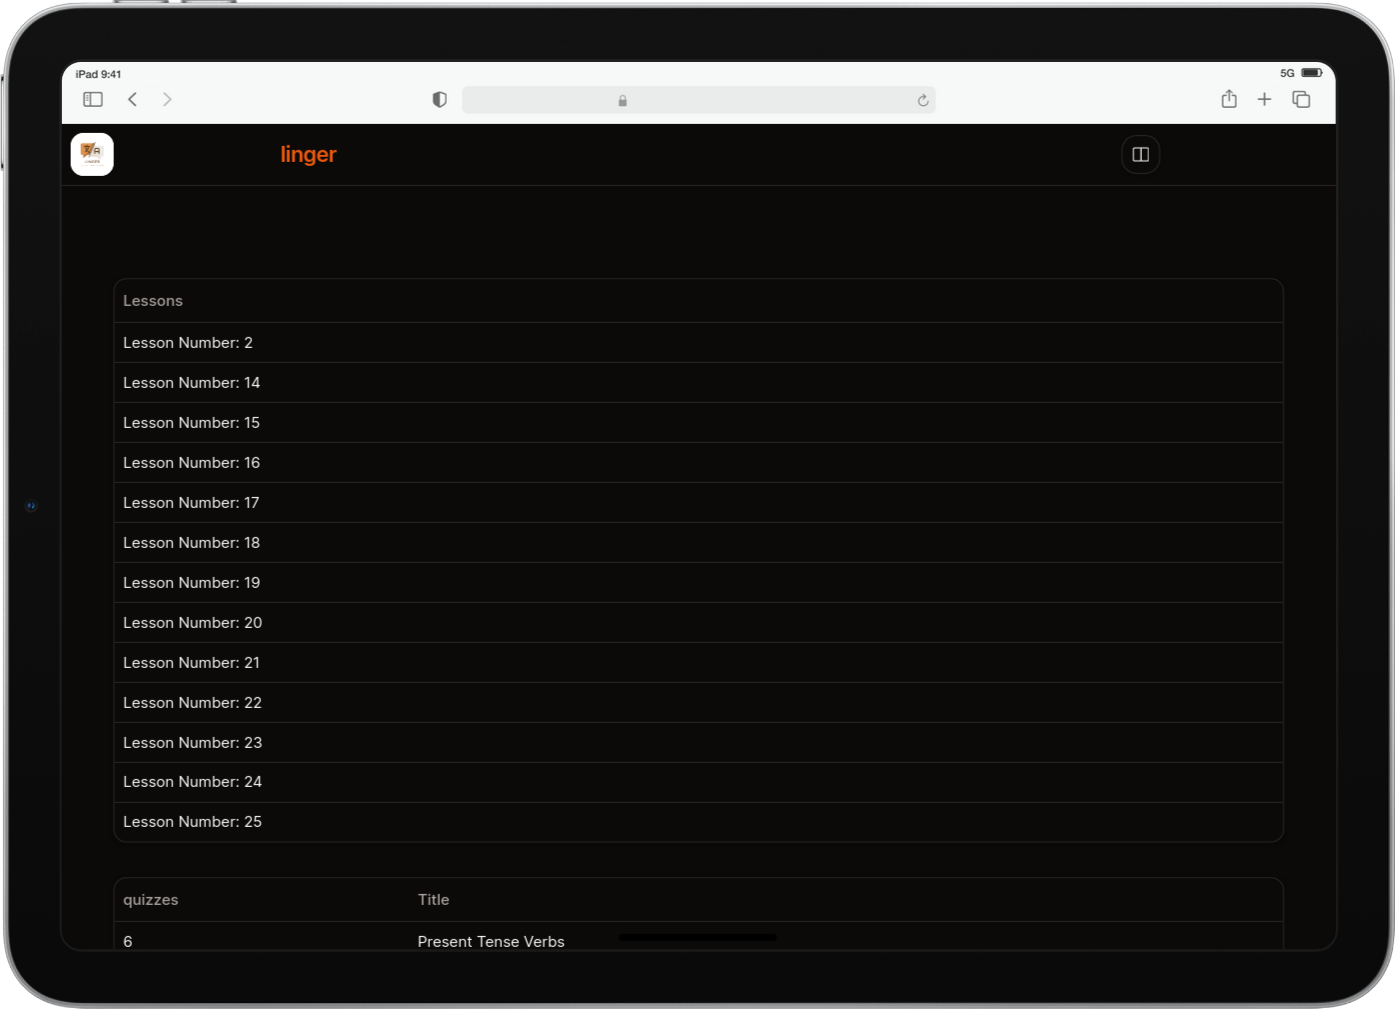 iPad 9:41
5G
linger
Lessons
Lesson Number: 2
Lesson Number: 14
Lesson Number: 15
Lesson Number: 16
Lesson Number: 17
Lesson Number: 18
Lesson Number: 19
Lesson Number: 20
Lesson Number: 21
Lesson Number: 22
Lesson Number: 23
Lesson Number: 24
Lesson Number: 25
quizzes Title
6 Present Tense Verbs